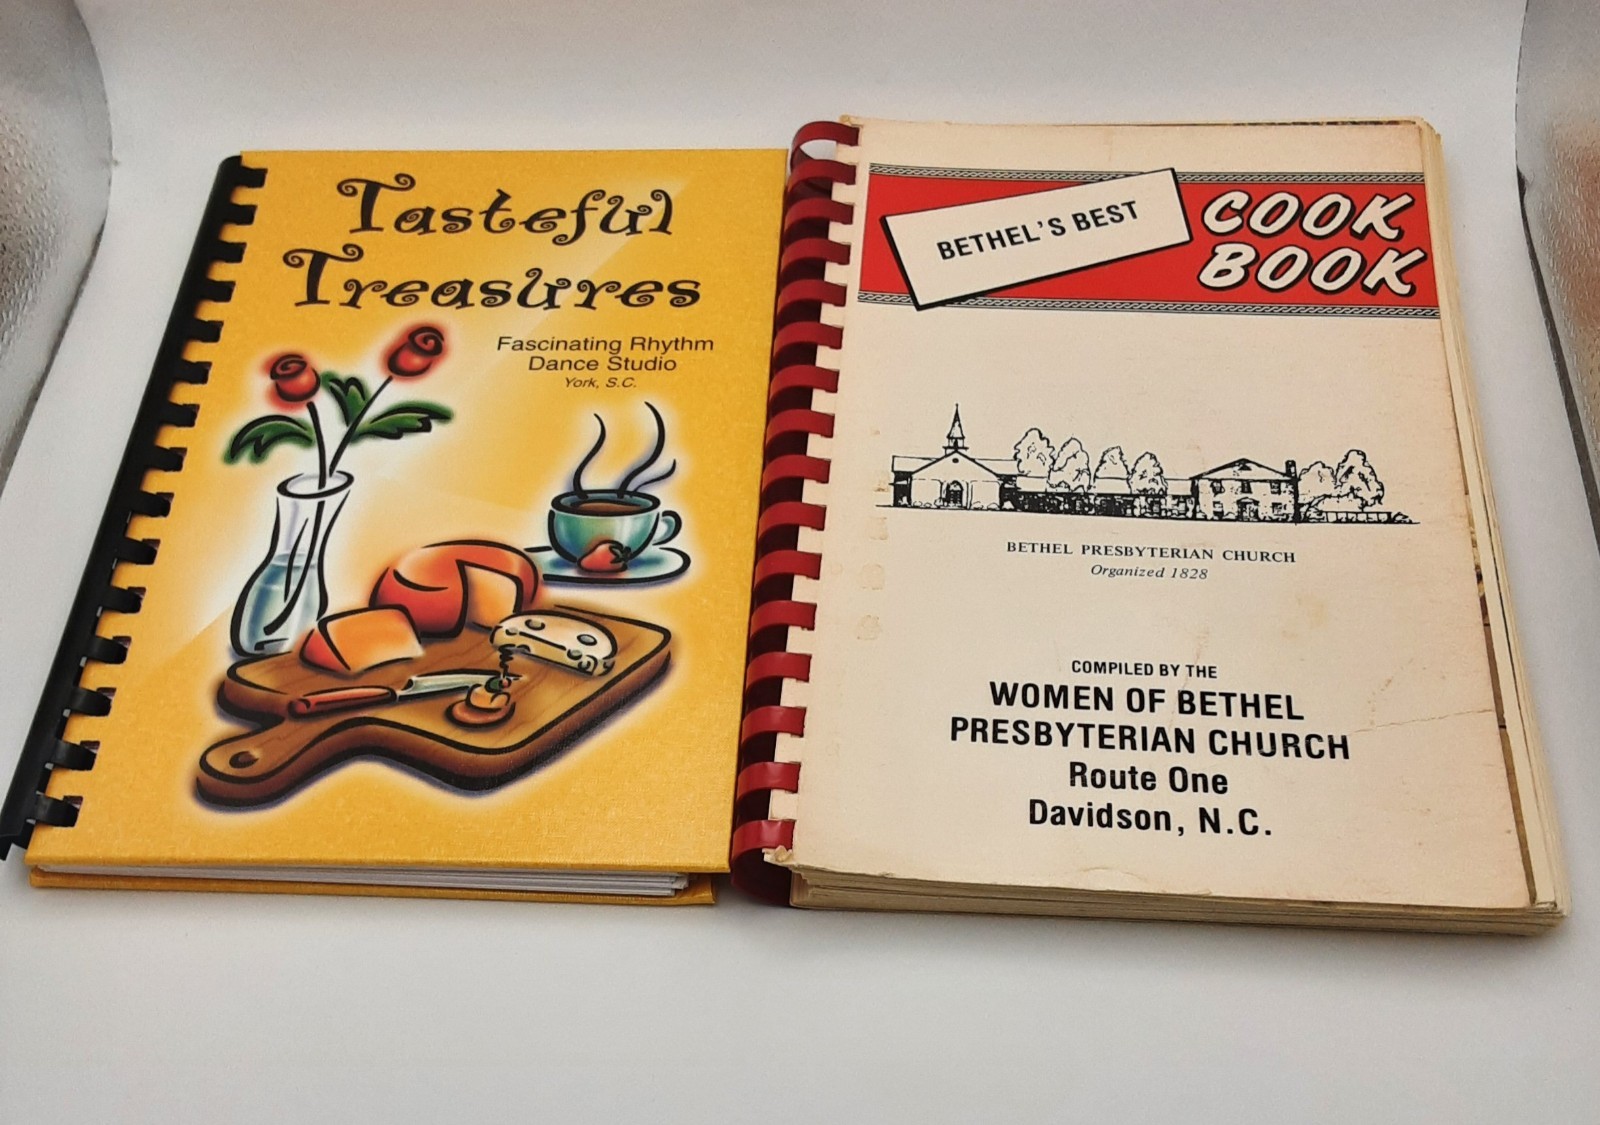 Tasteful
Treasures
Fascinating Rhythm
Dance Studio
York, S.C.
BETHEL'S BEST
COOK
BOOK
BETHEL PRESBYTERIAN CHURCH
Organized 1828
COMPILED BY THE
WOMEN OF BETHEL
PRESBYTERIAN CHURCH
Route One
Davidson, N.C.